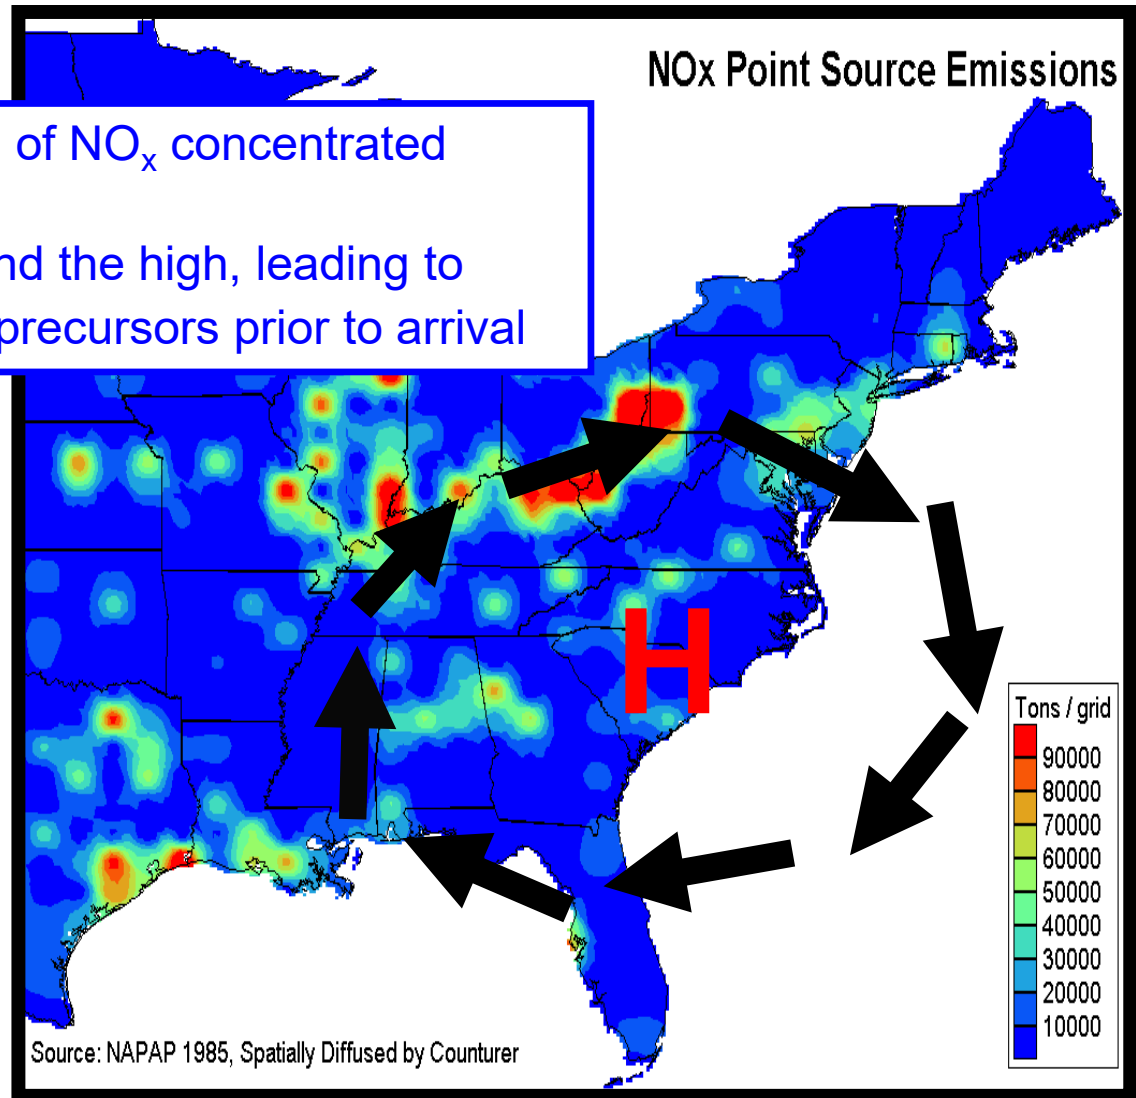 NOx Point Source Emissions
of NOx concentrated
nd the high, leading to
precursors prior to arrival
H
Tons / grid
90000
80000
70000
60000
50000
40000
30000
20000
10000
Source: NAPAP 1985, Spatially Diffused by Counturer